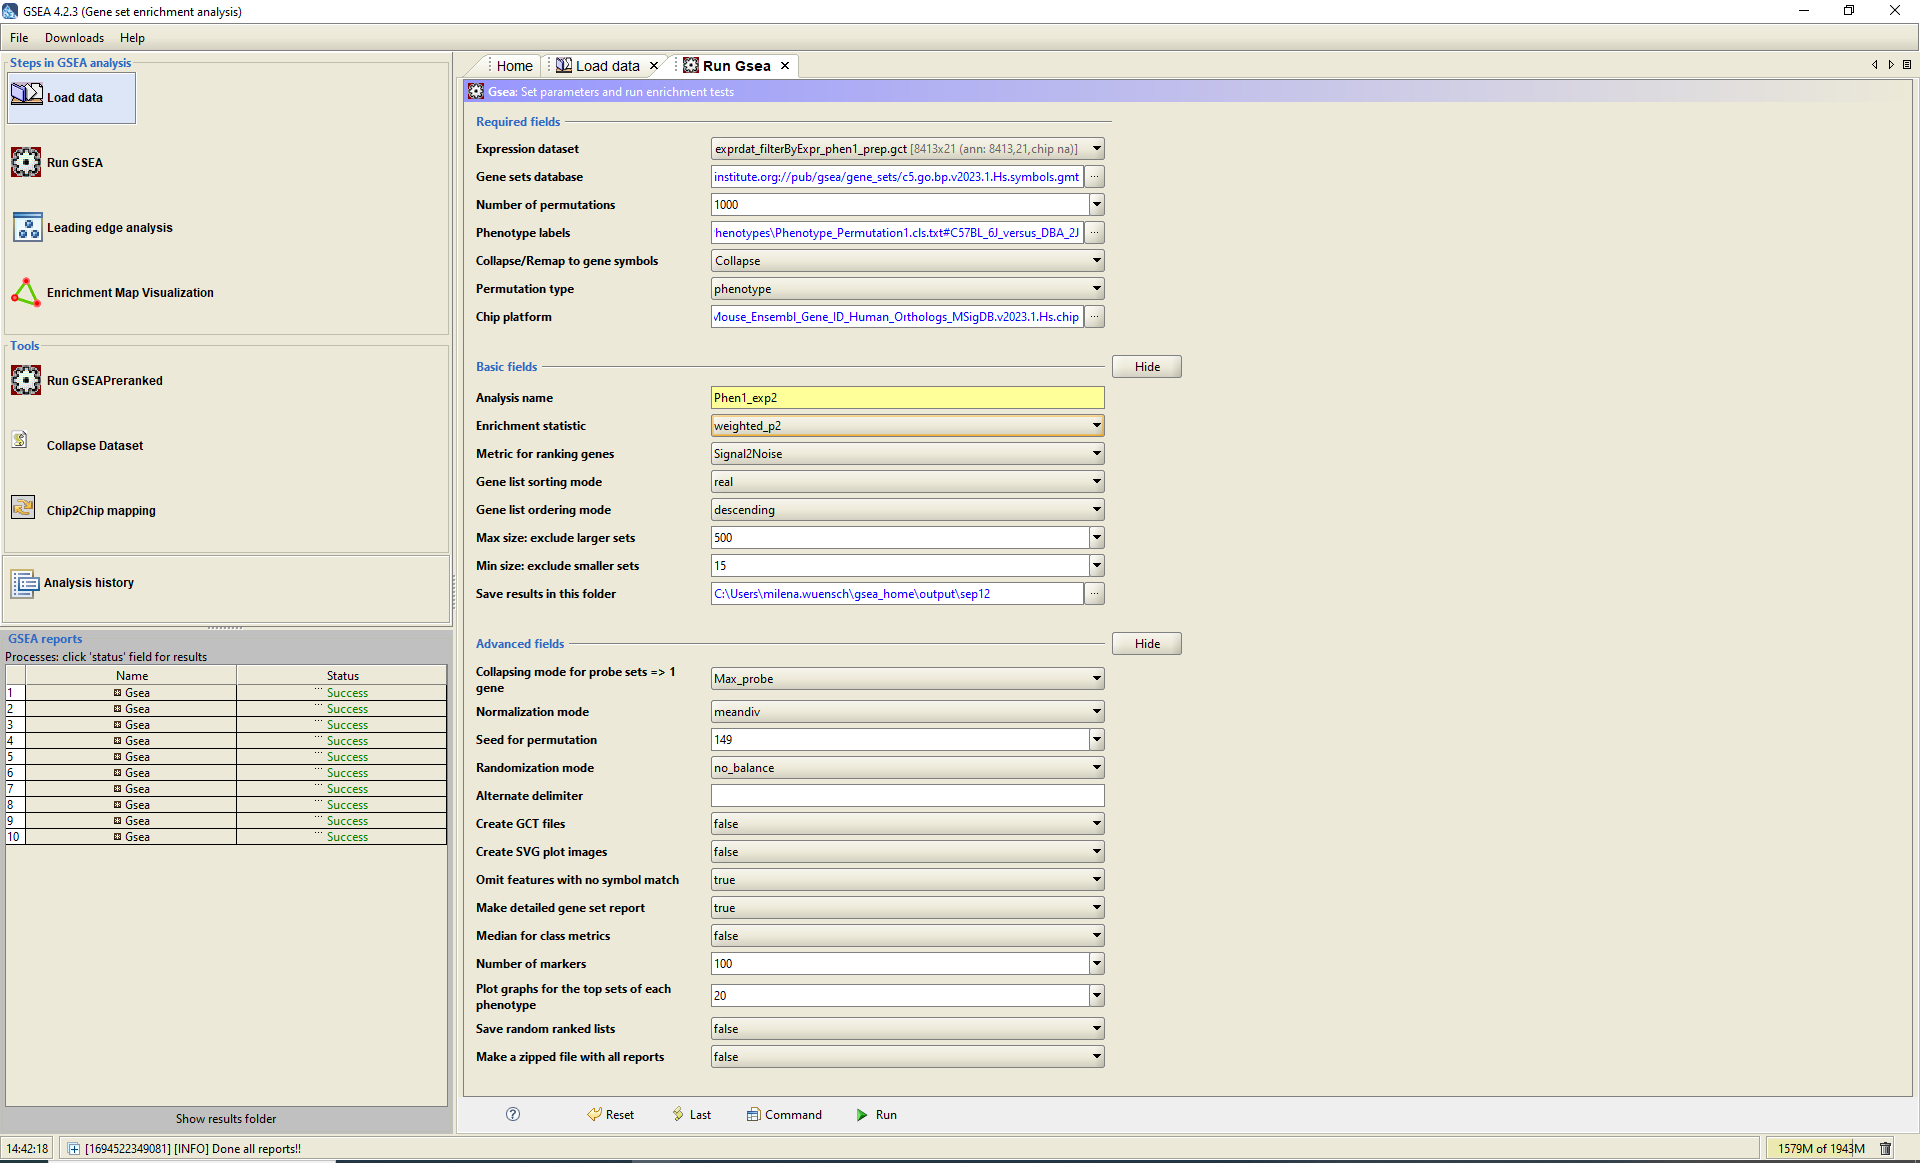 GSEA 4.2.3 (Gene set enrichment analysis)
File Downloads Help
Steps in GSEA analysis
Load data
Run GSEA
Leading edge analysis
Enrichment Map Visualization
Tools
Run GSEAPreranked
Collapse Dataset
Chip2Chip mapping
Analysis history
GSEA reports
Processes: click 'status' field for results
Name Status
1 Gsea ... Success
2 Gsea ... Success
3 Gsea ... Success
4 Gsea ... Success
5 Gsea ... Success
6 Gsea ... Success
7 Gsea ... Success
8 Gsea ... Success
9 Gsea ... Success
10 Gsea ... Success
Show results folder
Home Load data Run Gsea
Gsea: Set parameters and run enrichment tests
Required fields
Expression dataset exprdat_filterByExpr_phen1_prep.gct [8413x21 (ann: 8413,21,chip na)]
Gene sets database institute.org://pub/gsea/gene_sets/c5.go.bp.v2023.1.Hs.symbols.gmt ...
Number of permutations 1000
Phenotype labels henotypes\Phenotype_Permutation1.cls.txt#C57BL_6J_versus_DBA_2J ...
Collapse/Remap to gene symbols Collapse
Permutation type phenotype
Chip platform Mouse_Ensembl_Gene_ID_Human_Orthologs_MSigDB.v2023.1.Hs.chip ...
Basic fields Hide
Analysis name Phen1_exp2
Enrichment statistic weighted_p2
Metric for ranking genes Signal2Noise
Gene list sorting mode real
Gene list ordering mode descending
Max size: exclude larger sets 500
Min size: exclude smaller sets 15
Save results in this folder C:\Users\milena.wuensch\gsea_home\output\sep12 ...
Advanced fields Hide
Collapsing mode for probe sets => 1
gene Max_probe
Normalization mode meandiv
Seed for permutation 149
Randomization mode no_balance
Alternate delimiter
Create GCT files false
Create SVG plot images false
Omit features with no symbol match true
Make detailed gene set report true
Median for class metrics false
Number of markers 100
Plot graphs for the top sets of each
phenotype 20
Save random ranked lists false
Make a zipped file with all reports false
? Reset Last Command Run
14:42:18 [1694522349081] [INFO] Done all reports!! 1579M of 1943M